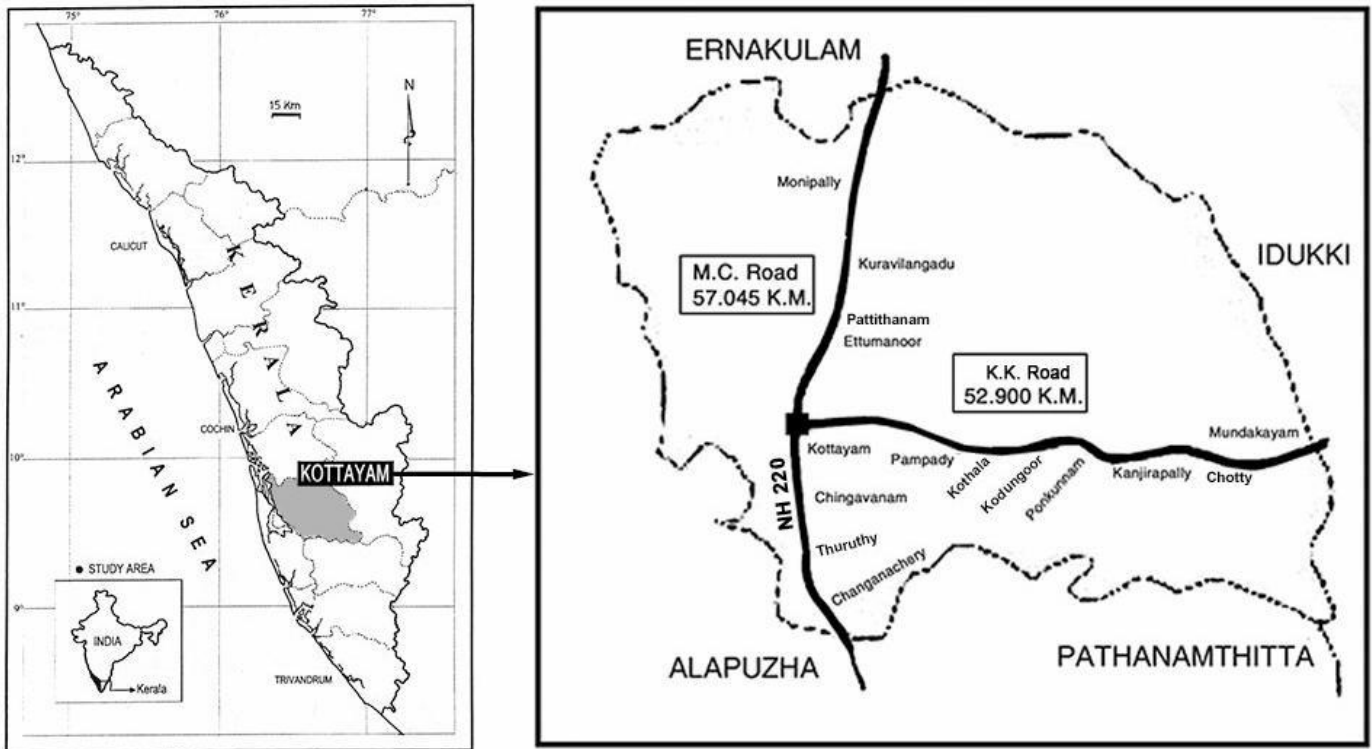 75°
76°
77°
N
15 Km
12°
CALICUT
11°
KERALA
ARABIAN SEA
COCHIN
10°
KOTTAYAM
STUDY AREA
9°
INDIA
Kerala
TRIVANDRUM
ERNAKULAM
Monipally
IDUKKI
M.C. Road
57.045 K.M.
Kuravilangadu
Pattithanam
Ettumanoor
K.K. Road
52.900 K.M.
Mundakayam
Kottayam
Pampady
Kothala
Kodungoor
Ponkunnam
Kanjirapally
Chotty
NH 220
Chingavanam
Thuruthy
Changanachery
ALAPUZHA
PATHANAMTHITTA